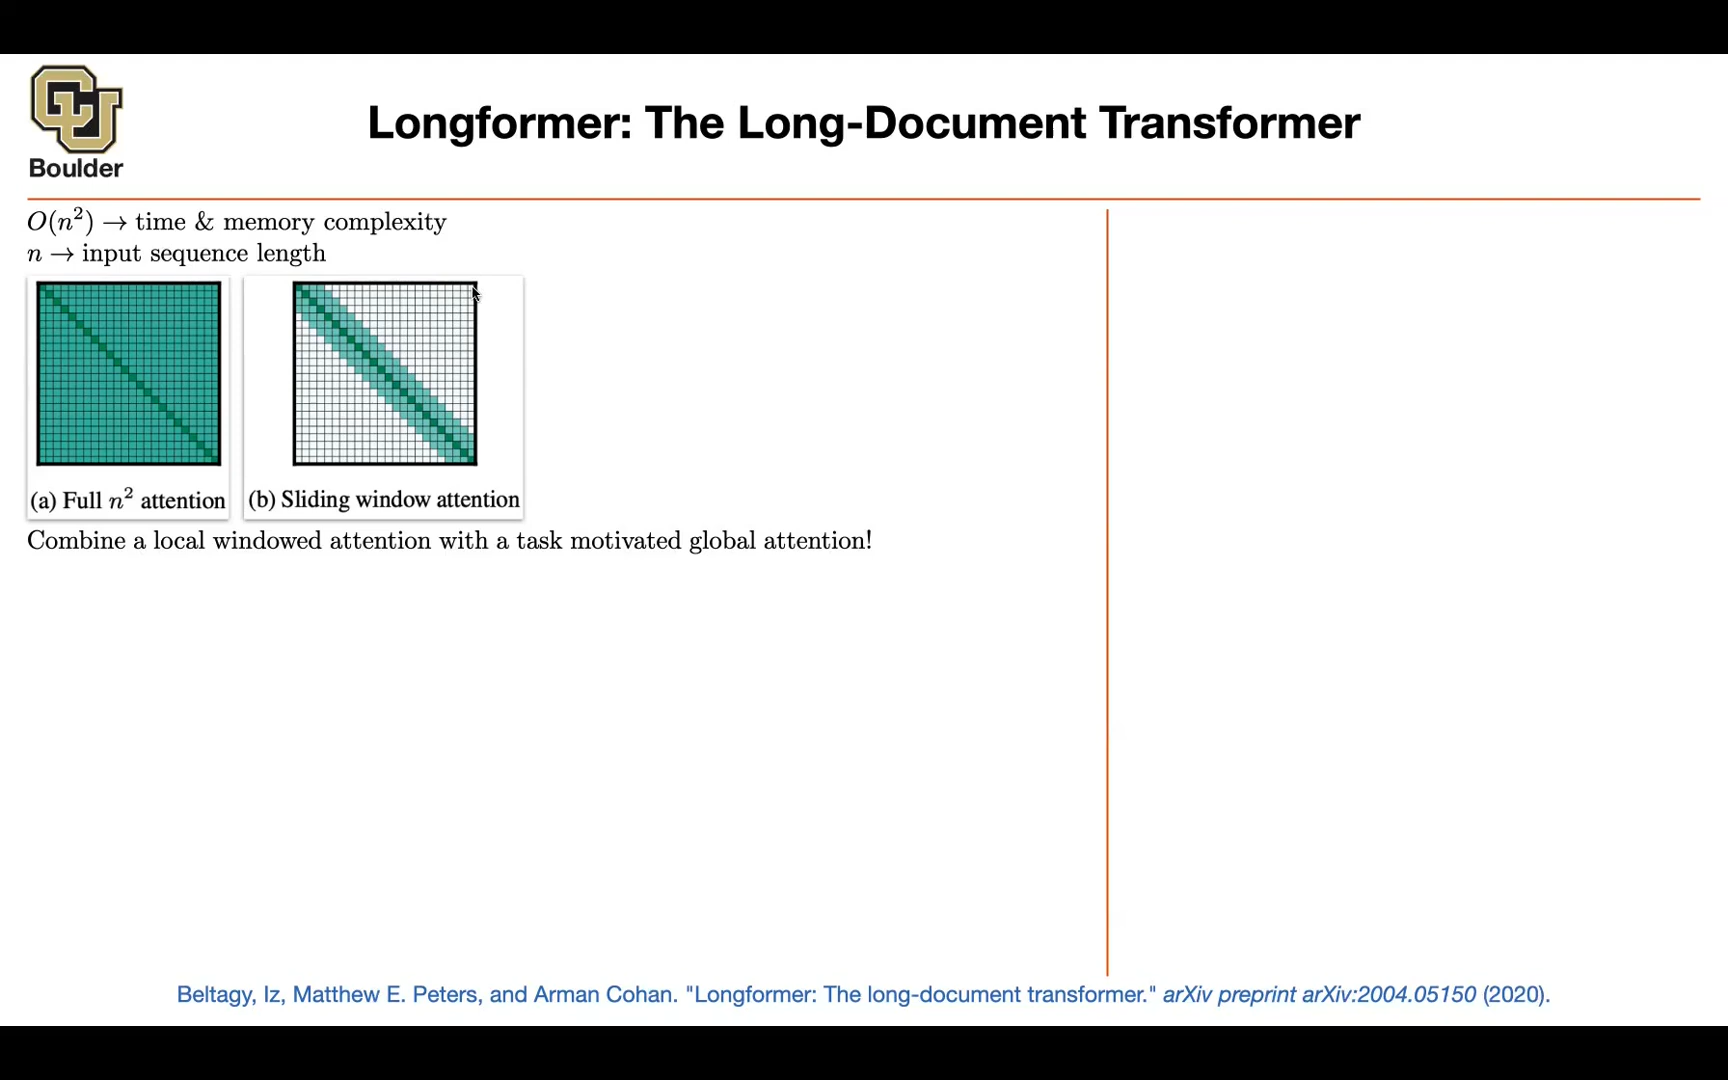 Boulder
Longformer: The Long-Document Transformer
O(n²) → time & memory complexity
n → input sequence length
(a) Full n² attention
(b) Sliding window attention
Combine a local windowed attention with a task motivated global attention!
Beltagy, Iz, Matthew E. Peters, and Arman Cohan. "Longformer: The long-document transformer." arXiv preprint arXiv:2004.05150 (2020).